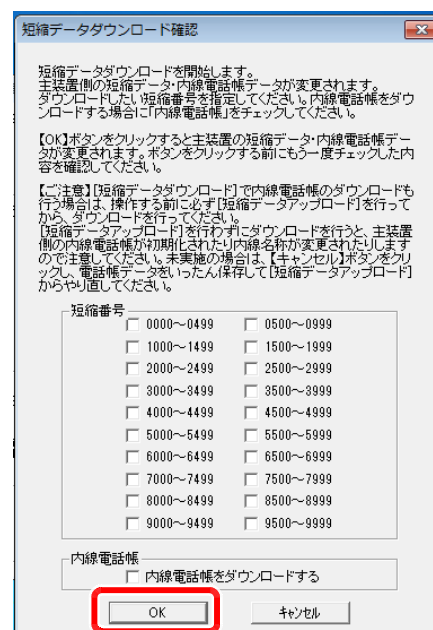 短縮データダウンロード確認
短縮データダウンロードを開始します。
主装置側の短縮データ・内線電話帳データが変更されます。
ダウンロードしたい短縮番号を指定してください。内線電話帳をダウ
ンロードする場合に「内線電話帳」をチェックしてください。
【OK】ボタンをクリックすると主装置の短縮データ・内線電話帳デー
タが変更されます。ボタンをクリックする前にもう一度チェックした内
容を確認してください。
【ご注意】[短縮データダウンロード]で内線電話帳のダウンロードも
行う場合は、操作する前に必ず[短縮データアップロード]を行って
から、ダウンロードを行ってください。
[短縮データアップロード]を行わずにダウンロードを行うと、主装置
側の内線電話帳が初期化されたり内線名称が変更されたりします
ので注意してください。未実施の場合は、【キャンセル】ボタンをクリ
ックし、電話帳データをいったん保存して[短縮データアップロード]
からやり直してください。
短縮番号
0000～0499 0500～0999
1000～1499 1500～1999
2000～2499 2500～2999
3000～3499 3500～3999
4000～4499 4500～4999
5000～5499 5500～5999
6000～6499 6500～6999
7000～7499 7500～7999
8000～8499 8500～8999
9000～9499 9500～9999
内線電話帳
内線電話帳をダウンロードする
OK キャンセル